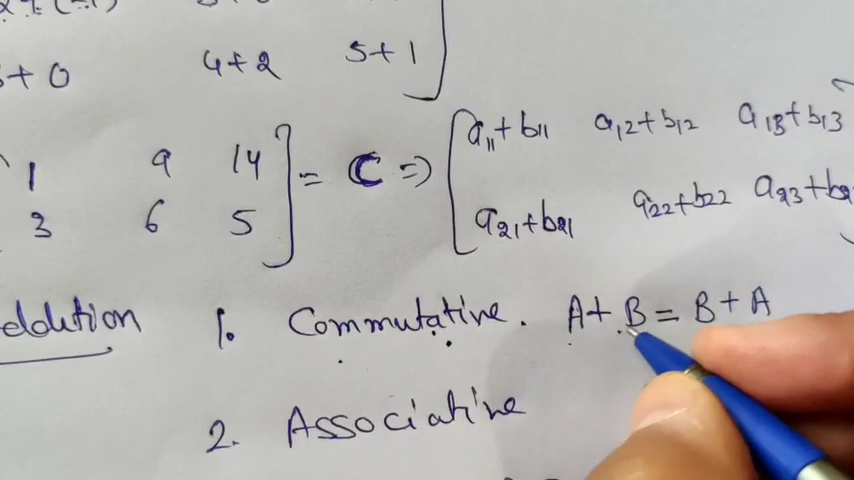 + 0 4+2 5+1
1 9 14 = C ⇒ a11+b11 a12+b12 a13+b13
3 6 5 a21+b21 a22+b22 a23+b2
1. Commutative. A+B=B+A
2. Associative